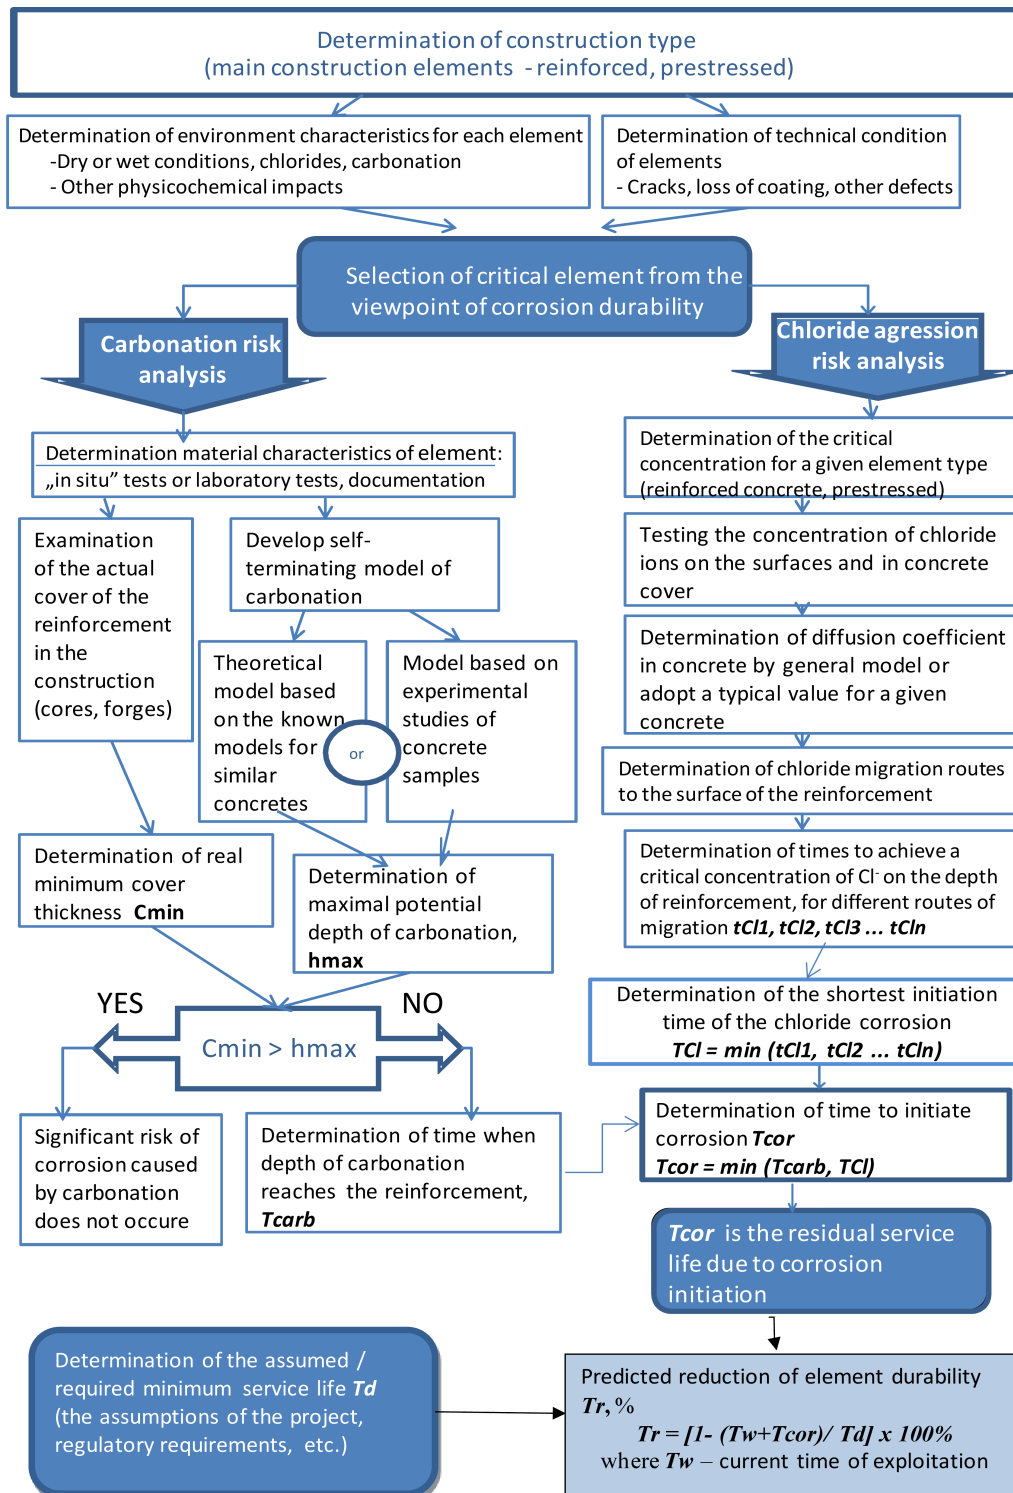 Determination of construction type
(main construction elements - reinforced, prestressed)
Determination of environment characteristics for each element
-Dry or wet conditions, chlorides, carbonation
- Other physicochemical impacts
Determination of technical condition
of elements
- Cracks, loss of coating, other defects
Selection of critical element from the
viewpoint of corrosion durability
Carbonation risk
analysis
Chloride agression
risk analysis
Determination material characteristics of element:
„in situ” tests or laboratory tests, documentation
Examination
of the actual
cover of the
reinforcement
in the
construction
(cores, forges)
Develop self-
terminating model of
carbonation
Theoretical
model based
on the known
models for
similar
concretes
or
Model based on
experimental
studies of
concrete
samples
Determination of real
minimum cover
thickness Cmin
Determination of
maximal potential
depth of carbonation,
hmax
YES
NO
Cmin > hmax
Significant risk of
corrosion caused
by carbonation
does not occure
Determination of time when
depth of carbonation
reaches the reinforcement,
Tcarb
Determination of the critical
concentration for a given element type
(reinforced concrete, prestressed)
Testing the concentration of chloride
ions on the surfaces and in concrete
cover
Determination of diffusion coefficient
in concrete by general model or
adopt a typical value for a given
concrete
Determination of chloride migration routes
to the surface of the reinforcement
Determination of times to achieve a
critical concentration of Cl⁻ on the depth
of reinforcement, for different routes of
migration tCl1, tCl2, tCl3 ... tCln
Determination of the shortest initiation
time of the chloride corrosion
TCl = min (tCl1, tCl2 ... tCln)
Determination of time to initiate
corrosion Tcor
Tcor = min (Tcarb, TCl)
Tcor is the residual service
life due to corrosion
initiation
Determination of the assumed /
required minimum service life Td
(the assumptions of the project,
regulatory requirements, etc.)
Predicted reduction of element durability
Tr, %
Tr = [1- (Tw+Tcor)/ Td] x 100%
where Tw – current time of exploitation